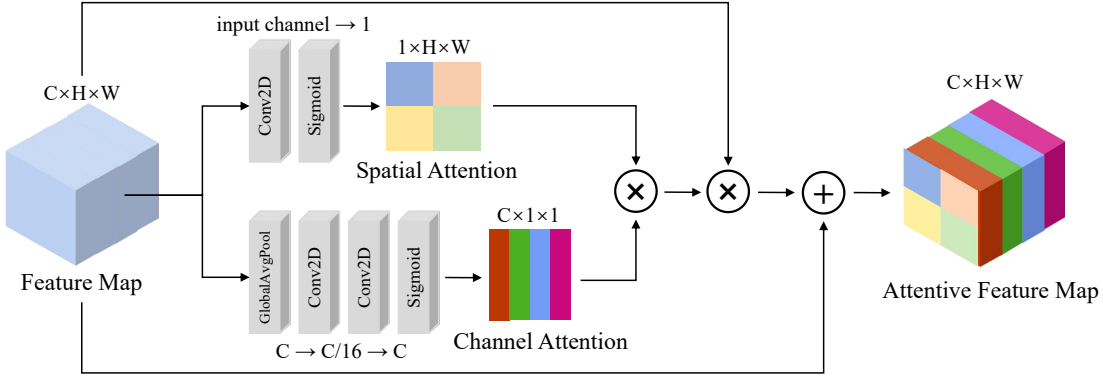 input channel → 1
1×H×W
C×H×W
Conv2D
Sigmoid
Spatial Attention
C×H×W
Feature Map
GlobalAvgPool
Conv2D
Conv2D
Sigmoid
C → C/16 → C
C×1×1
Channel Attention
×
×
+
Attentive Feature Map